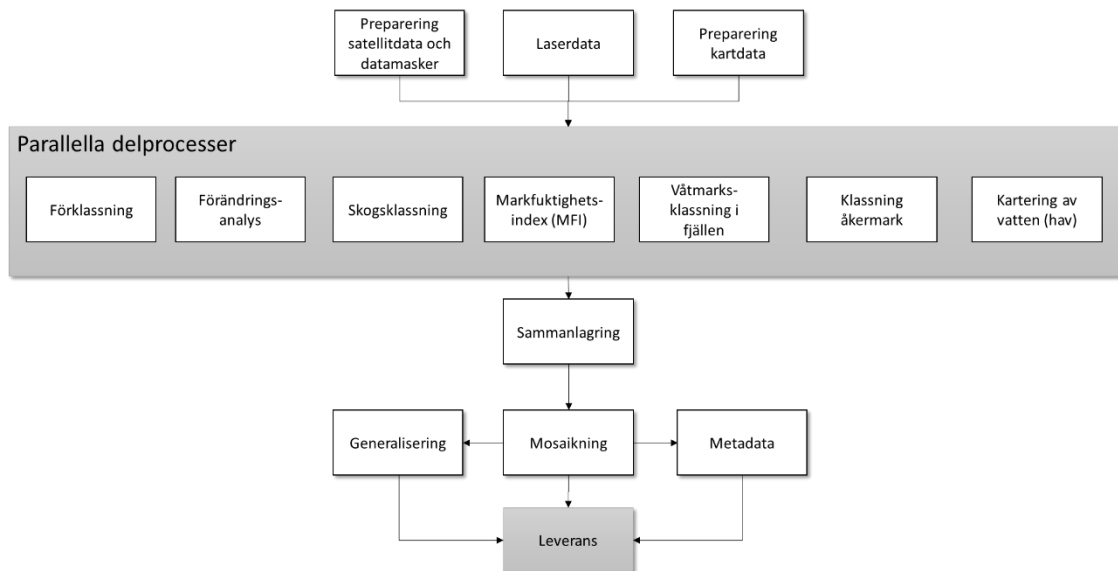 Preparering
satellitdata och
datamasker
Laserdata
Preparering
kartdata
Parallella delprocesser
Förklassning
Förändrings-
analys
Skogsklassning
Markfuktighets-
index (MFI)
Våtmarks-
klassning i
fjällen
Klassning
åkermark
Kartering av
vatten (hav)
Sammanlagring
Generalisering
Mosaikning
Metadata
Leverans